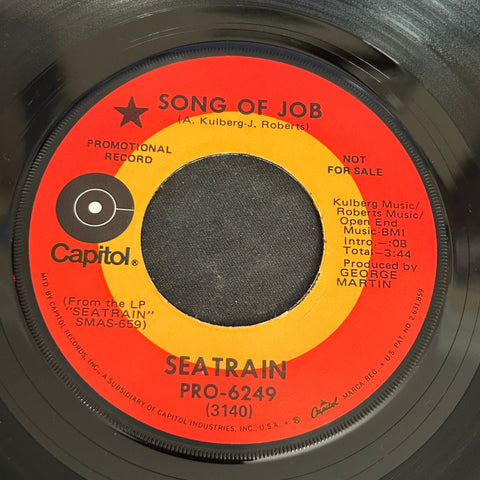 SONG OF JOB
(A. Kulberg-J. Roberts)
PROMOTIONAL
RECORD
NOT
FOR SALE
Capitol®
Kulberg Music/
Roberts Music/
Open End
Music-BMI
Intro.—:08
Total—3:44
Produced by
GEORGE
MARTIN
(From the LP
"SEATRAIN"
SMAS-659)
SEATRAIN
PRO-6249
(3140)
MFD. BY CAPITOL RECORDS, INC., A SUBSIDIARY OF CAPITOL INDUSTRIES, INC., U.S.A. • ® Capitol MARCA REG. • U.S. PAT. NO. 2,631,859